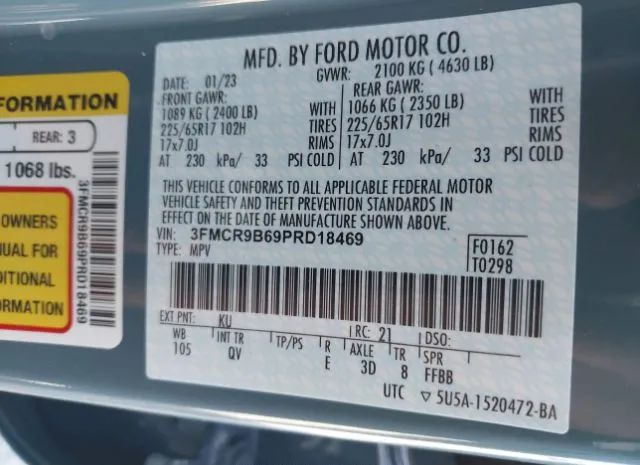 FORMATION
REAR: 3
1068 lbs.
OWNERS
UAL FOR
DITIONAL
ORMATION
3FMCR9B69PRD18469
MFD. BY FORD MOTOR CO.
DATE: 01/23 GVWR: 2100 KG ( 4630 LB)
FRONT GAWR: REAR GAWR:
1089 KG ( 2400 LB) WITH 1066 KG ( 2350 LB) WITH
225/65R17 102H TIRES 225/65R17 102H TIRES
17x7.0J RIMS 17x7.0J RIMS
AT 230 kPa/ 33 PSI COLD AT 230 kPa/ 33 PSI COLD
THIS VEHICLE CONFORMS TO ALL APPLICABLE FEDERAL MOTOR
VEHICLE SAFETY AND THEFT PREVENTION STANDARDS IN
EFFECT ON THE DATE OF MANUFACTURE SHOWN ABOVE.
VIN: 3FMCR9B69PRD18469 F0162
TYPE: MPV T0298
EXT PNT: KU RC: 21 DSO:
WB INT TR TP/PS R AXLE TR SPR
105 QV E 3D 8 FFBB
UTC ▽ 5U5A-1520472-BA